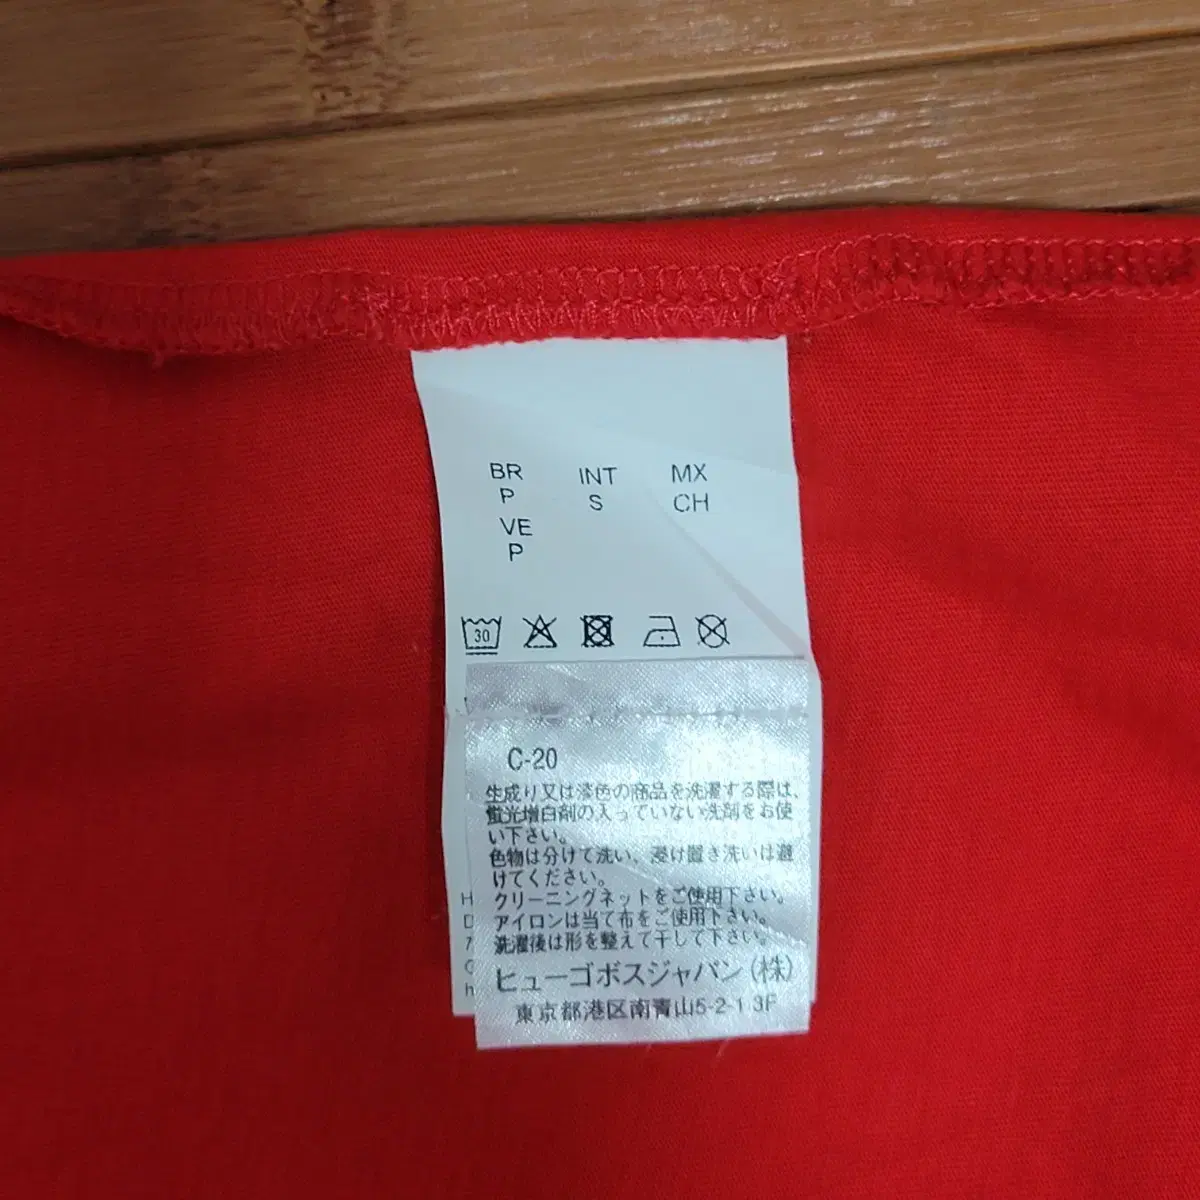 BR INT MX
P S CH
VE
P
30
C-20
生成り又は淡色の商品を洗濯する際は、
蛍光増白剤の入っていない洗剤をお使
い下さい。
色物は分けて洗い、浸け置き洗いは避
けてください。
クリーニングネットをご使用下さい。
アイロンは当て布をご使用下さい。
洗濯後は形を整えて干して下さい。
ヒューゴボスジャパン(株)
東京都港区南青山5-2-1 3F